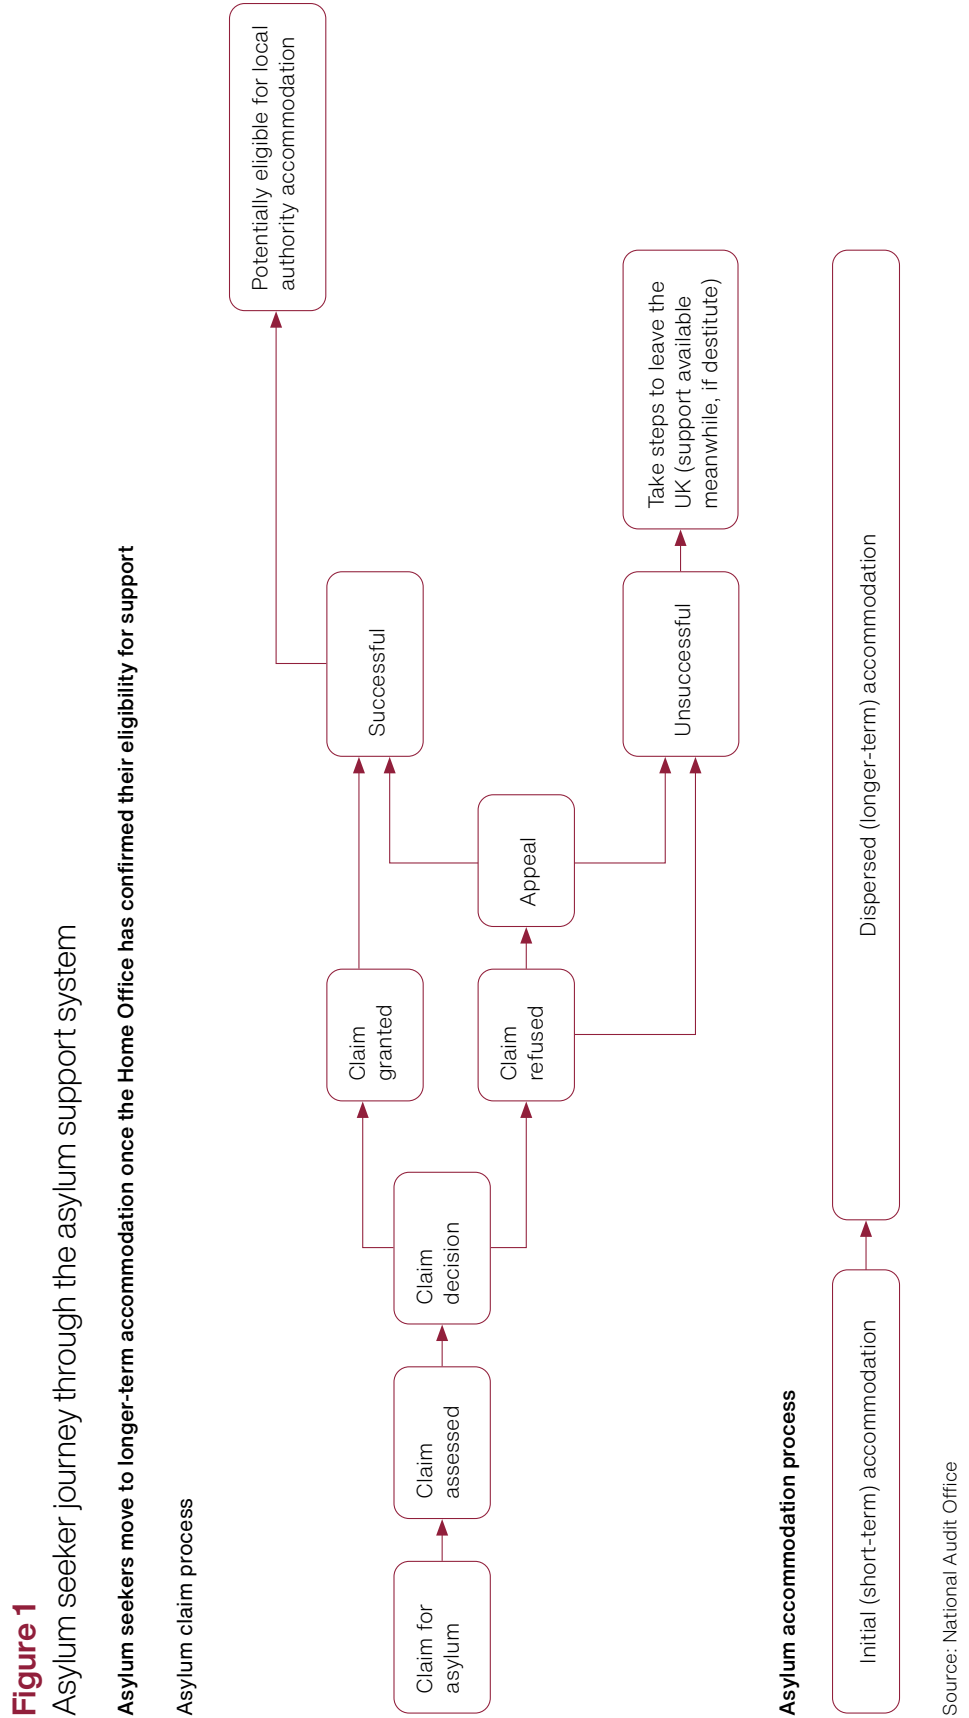 Figure 1
Asylum seeker journey through the asylum support system
Asylum seekers move to longer-term accommodation once the Home Office has confirmed their eligibility for support
Asylum claim process
Claim for
asylum
Claim
assessed
Claim
decision
Claim
granted
Claim
refused
Appeal
Successful
Unsuccessful
Potentially eligible for local
authority accommodation
Take steps to leave the
UK (support available
meanwhile, if destitute)
Asylum accommodation process
Initial (short-term) accommodation
Dispersed (longer-term) accommodation
Source: National Audit Office